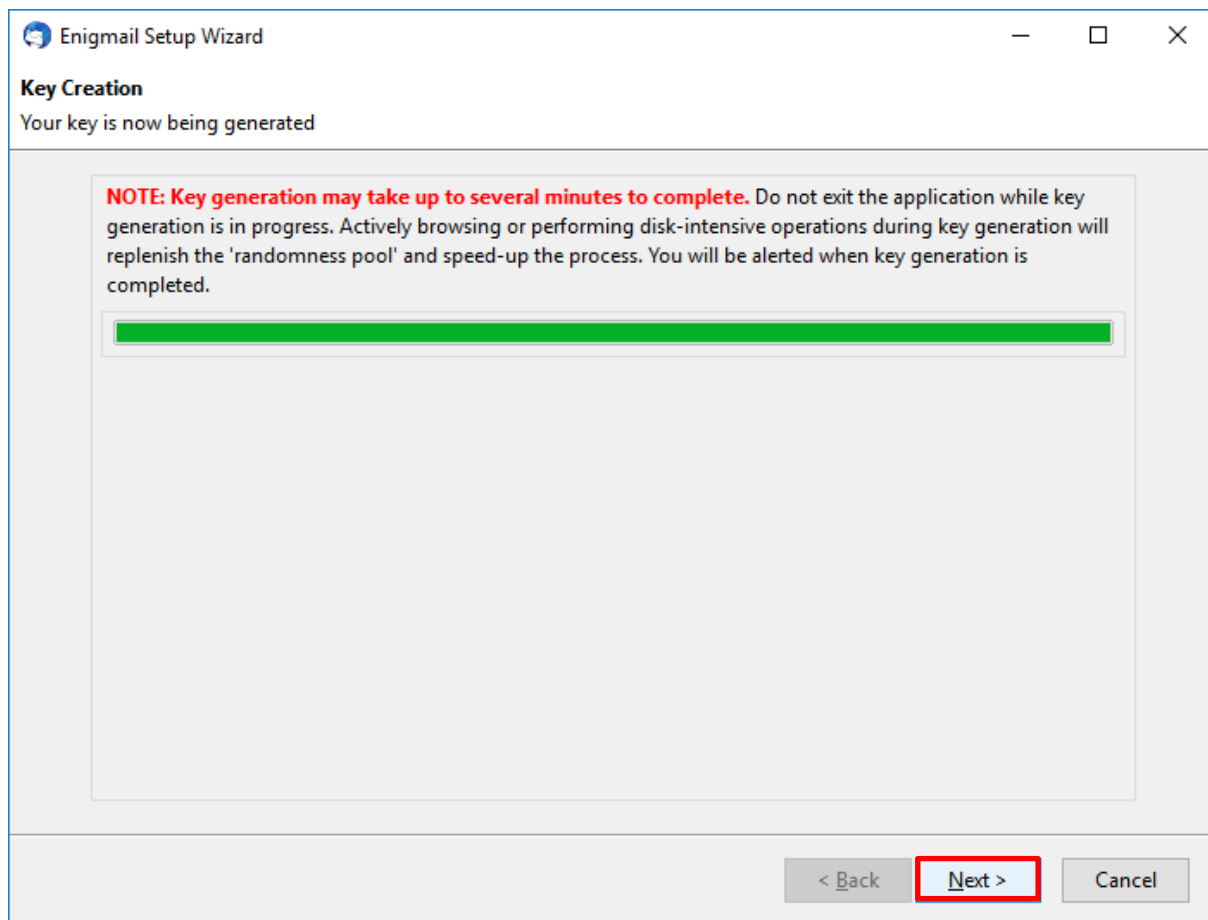 Enigmail Setup Wizard
Key Creation
Your key is now being generated
NOTE: Key generation may take up to several minutes to complete. Do not exit the application while key
generation is in progress. Actively browsing or performing disk-intensive operations during key generation will
replenish the 'randomness pool' and speed-up the process. You will be alerted when key generation is
completed.
< Back Next > Cancel